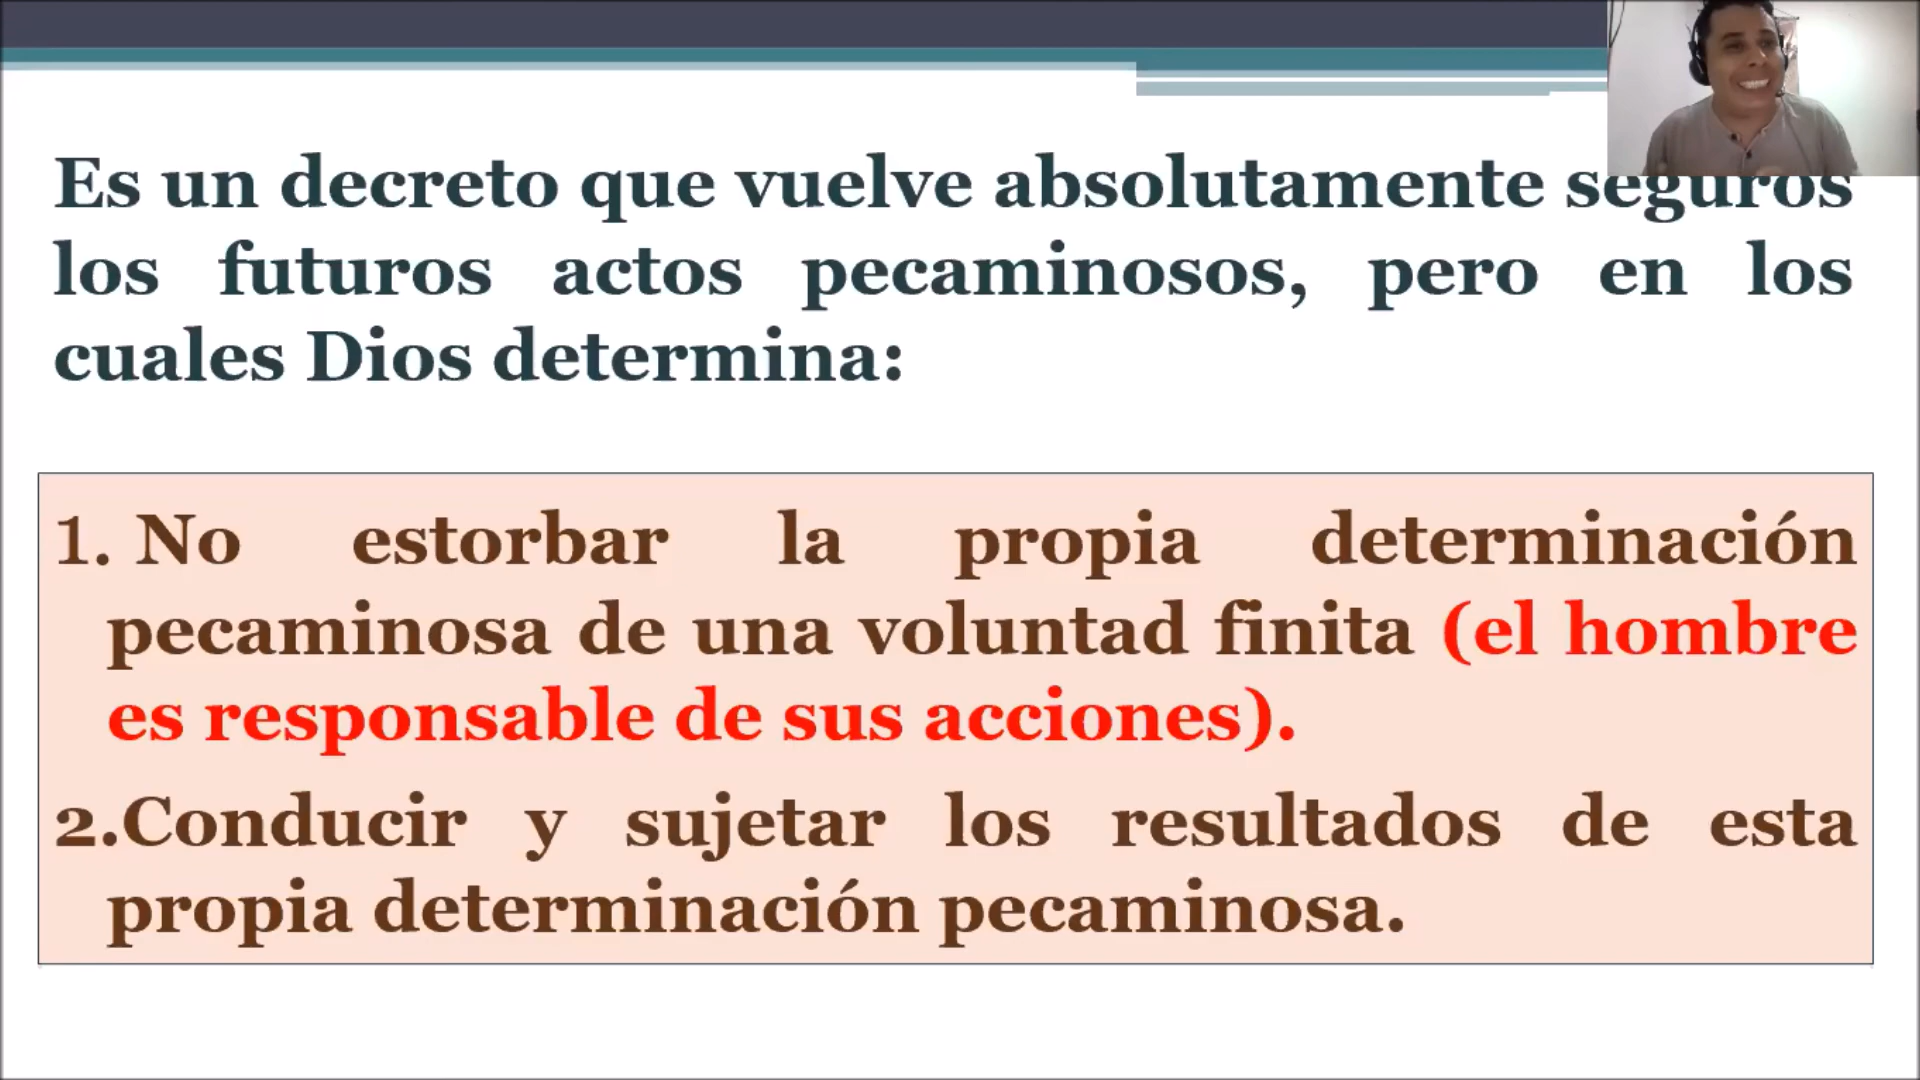 Es un decreto que vuelve absolutamente seguros
los futuros actos pecaminosos, pero en los
cuales Dios determina:
1. No estorbar la propia determinación
pecaminosa de una voluntad finita (el hombre
es responsable de sus acciones).
2.Conducir y sujetar los resultados de esta
propia determinación pecaminosa.